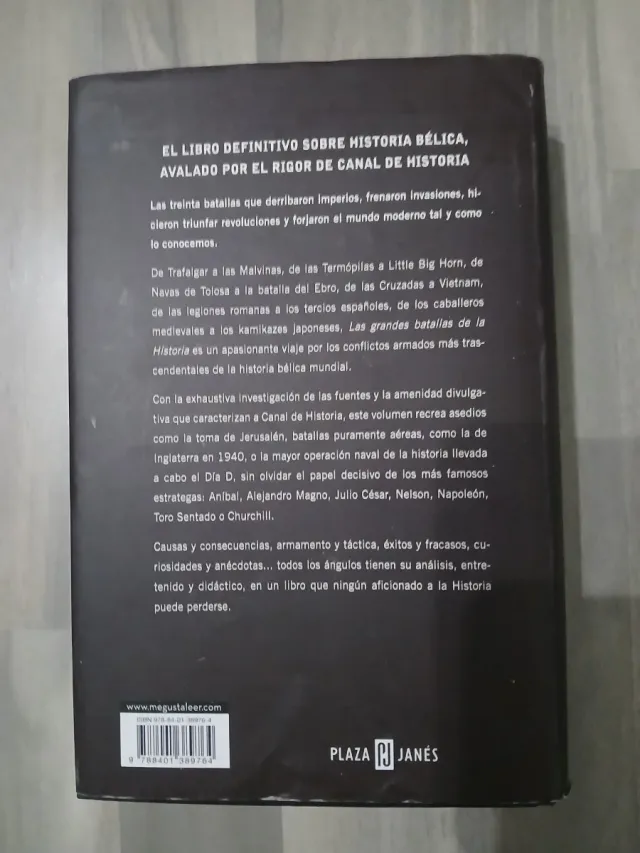 EL LIBRO DEFINITIVO SOBRE HISTORIA BÉLICA,
AVALADO POR EL RIGOR DE CANAL DE HISTORIA
Las treinta batallas que derribaron imperios, frenaron invasiones, hi-
cieron triunfar revoluciones y forjaron el mundo moderno tal y como
lo conocemos.
De Trafalgar a las Malvinas, de las Termópilas a Little Big Horn, de
Navas de Tolosa a la batalla del Ebro, de las Cruzadas a Vietnam,
de las legiones romanas a los tercios españoles, de los caballeros
medievales a los kamikazes japoneses, Las grandes batallas de la
Historia es un apasionante viaje por los conflictos armados más tras-
cendentales de la historia bélica mundial.
Con la exhaustiva investigación de las fuentes y la amenidad divulga-
tiva que caracterizan a Canal de Historia, este volumen recrea asedios
como la toma de Jerusalén, batallas puramente aéreas, como la de
Inglaterra en 1940, o la mayor operación naval de la historia llevada
a cabo el Día D, sin olvidar el papel decisivo de los más famosos
estrategas: Aníbal, Alejandro Magno, Julio César, Nelson, Napoleón,
Toro Sentado o Churchill.
Causas y consecuencias, armamento y táctica, éxitos y fracasos, cu-
riosidades y anécdotas... todos los ángulos tienen su análisis, entre-
tenido y didáctico, en un libro que ningún aficionado a la Historia
puede perderse.
www.megustaleer.com
ISBN 978-84-01-38978-4
9 788401 389784
PLAZA PJ JANÉS